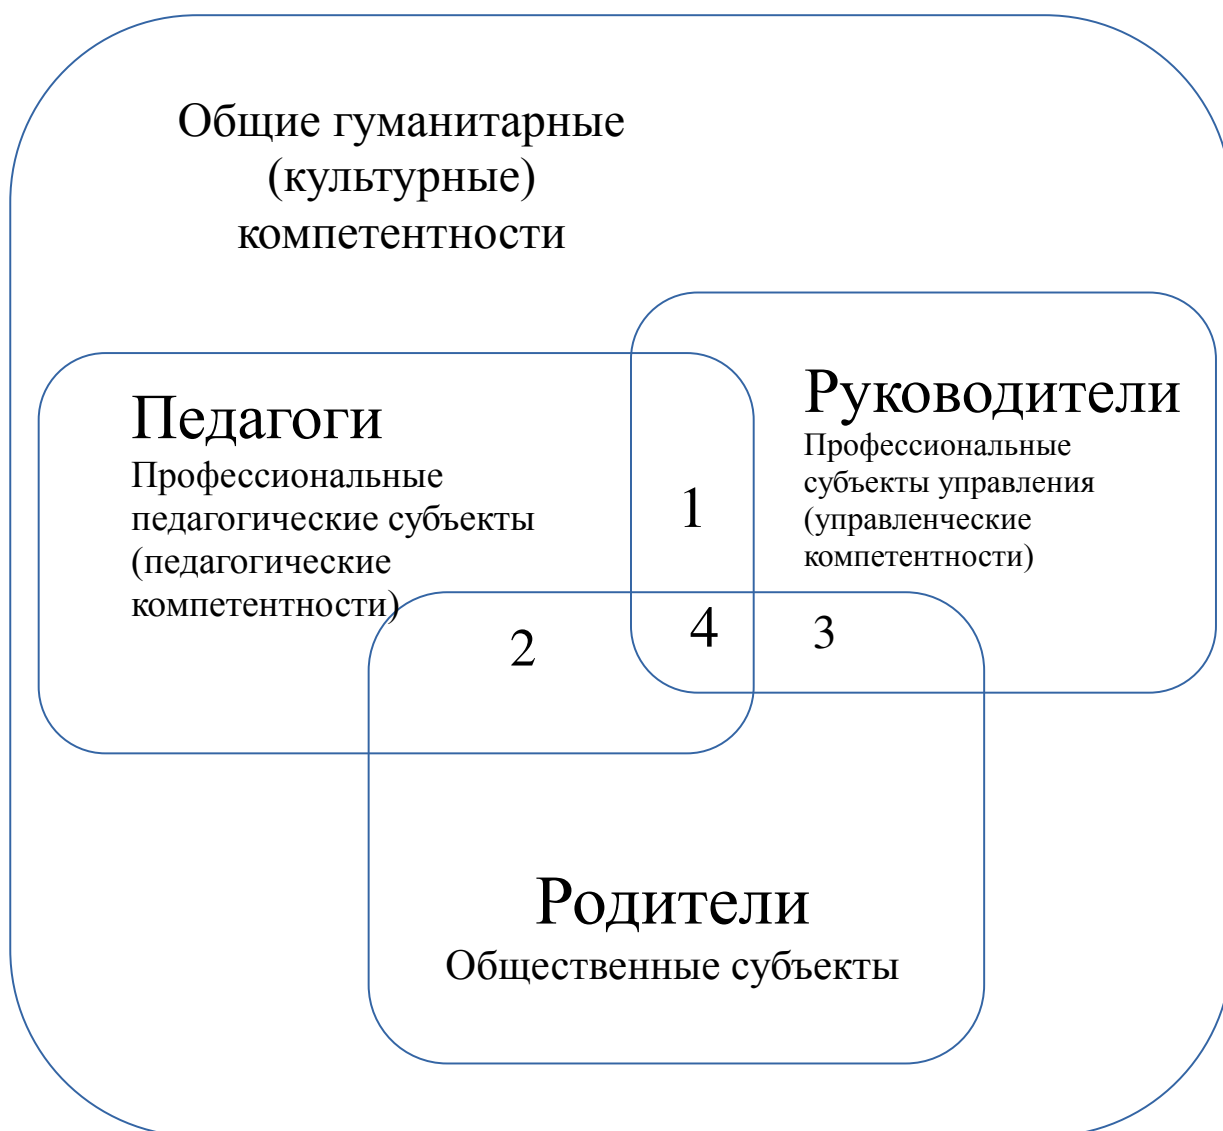 Общие гуманитарные
(культурные)
компетентности
Педагоги
Профессиональные
педагогические субъекты
(педагогические
компетентности)
Руководители
Профессиональные
субъекты управления
(управленческие
компетентности)
1
2
4
3
Родители
Общественные субъекты